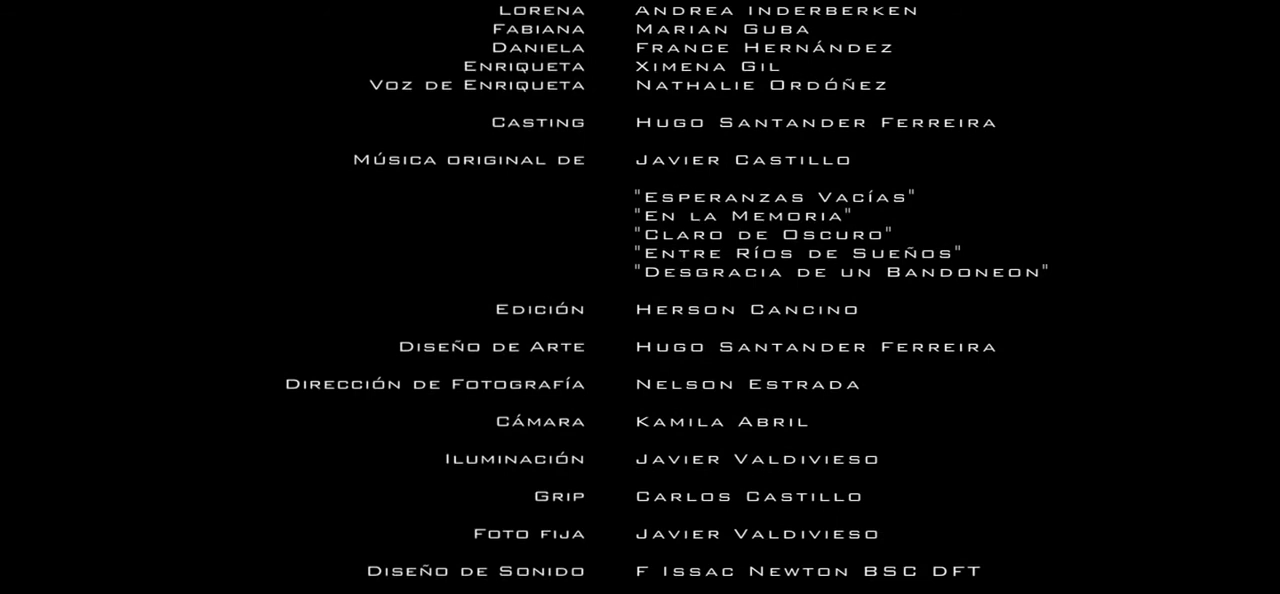 Lorena Andrea Inderberken
Fabiana Marian Guba
Daniela France Hernández
Enriqueta Ximena Gil
Voz de Enriqueta Nathalie Ordóñez
Casting Hugo Santander Ferreira
Música original de Javier Castillo
"Esperanzas Vacías"
"En la Memoria"
"Claro de Oscuro"
"Entre Ríos de Sueños"
"Desgracia de un Bandoneon"
Edición Herson Cancino
Diseño de Arte Hugo Santander Ferreira
Dirección de Fotografía Nelson Estrada
Cámara Kamila Abril
Iluminación Javier Valdivieso
Grip Carlos Castillo
Foto fija Javier Valdivieso
Diseño de Sonido F Issac Newton BSC DFT